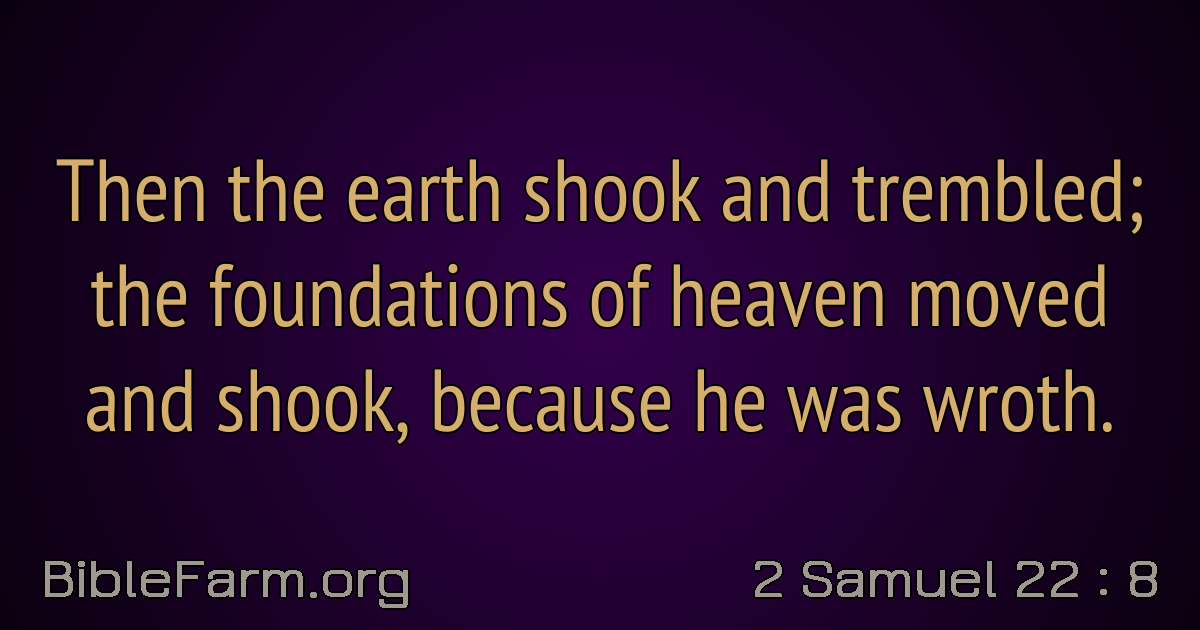 Then the earth shook and trembled;
the foundations of heaven moved
and shook, because he was wroth.
BibleFarm.org
2 Samuel 22 : 8